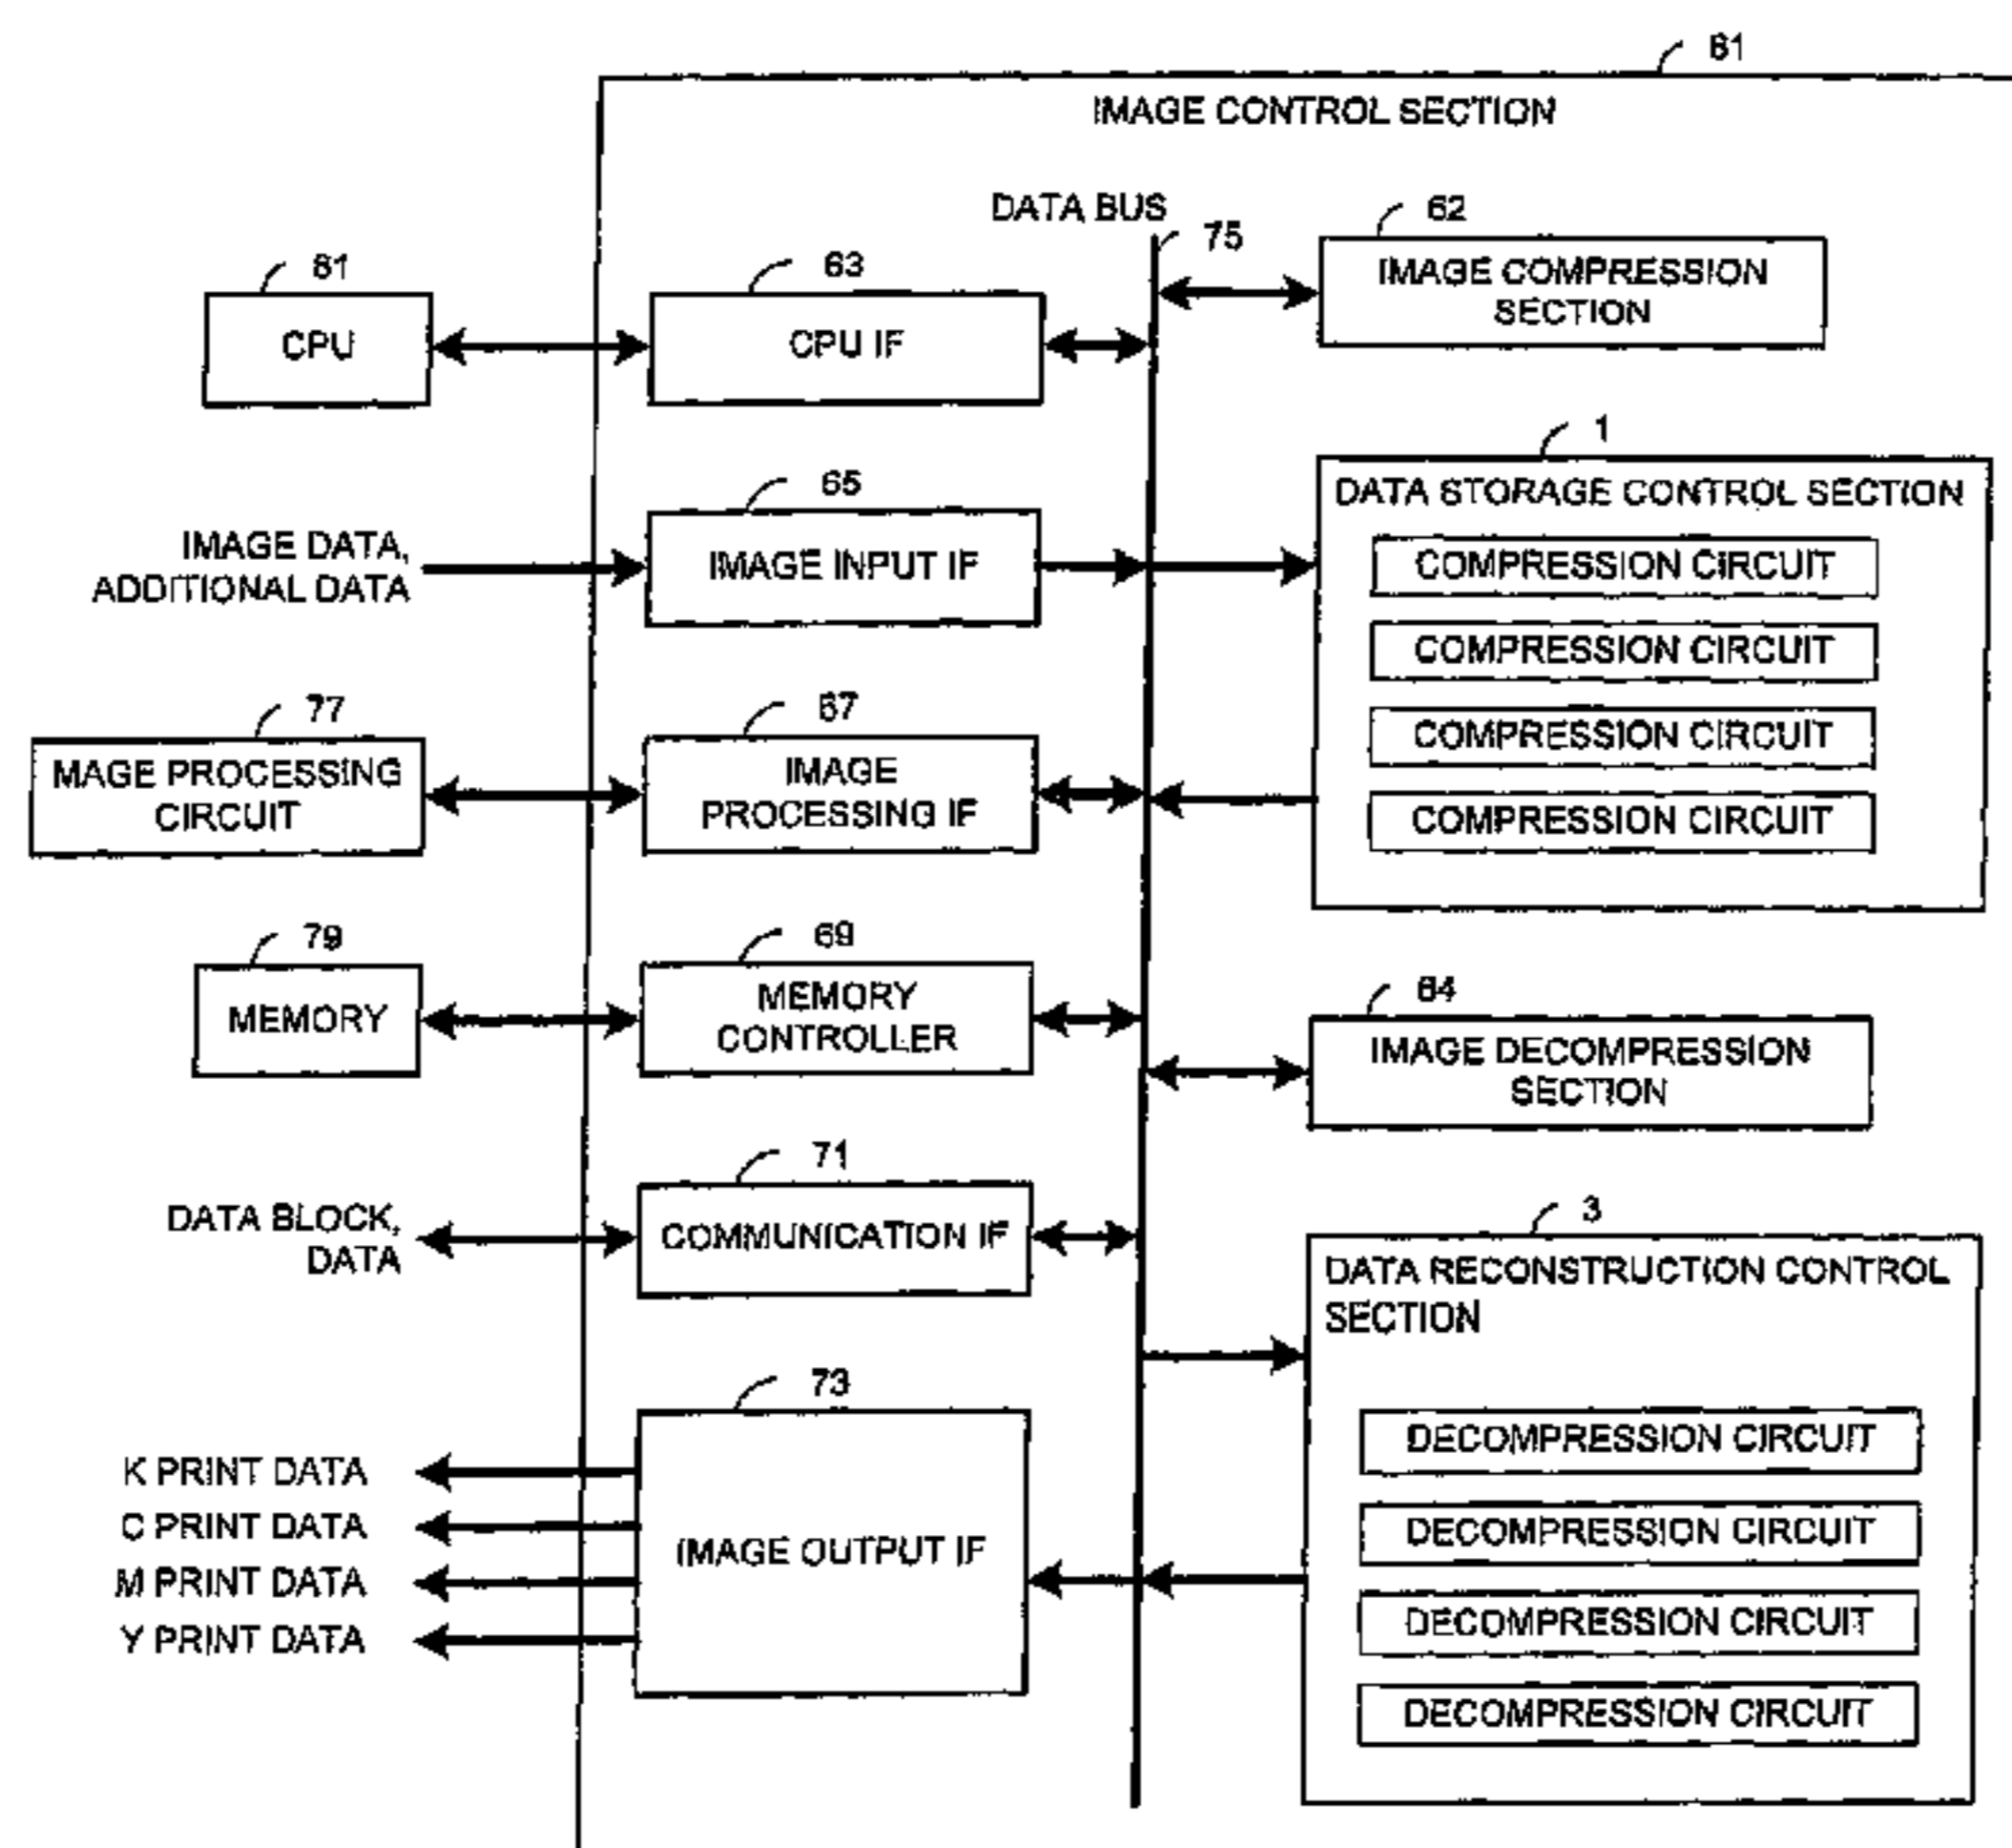 61
IMAGE CONTROL SECTION
DATA BUS
75
62
IMAGE COMPRESSION
SECTION
81
CPU
63
CPU IF
1
DATA STORAGE CONTROL SECTION
COMPRESSION CIRCUIT
COMPRESSION CIRCUIT
COMPRESSION CIRCUIT
COMPRESSION CIRCUIT
IMAGE DATA,
ADDITIONAL DATA
65
IMAGE INPUT IF
77
MAGE PROCESSING
CIRCUIT
67
IMAGE
PROCESSING IF
79
MEMORY
69
MEMORY
CONTROLLER
64
IMAGE DECOMPRESSION
SECTION
DATA BLOCK,
DATA
71
COMMUNICATION IF
3
DATA RECONSTRUCTION CONTROL
SECTION
DECOMPRESSION CIRCUIT
DECOMPRESSION CIRCUIT
DECOMPRESSION CIRCUIT
DECOMPRESSION CIRCUIT
73
IMAGE OUTPUT IF
K PRINT DATA
C PRINT DATA
M PRINT DATA
Y PRINT DATA